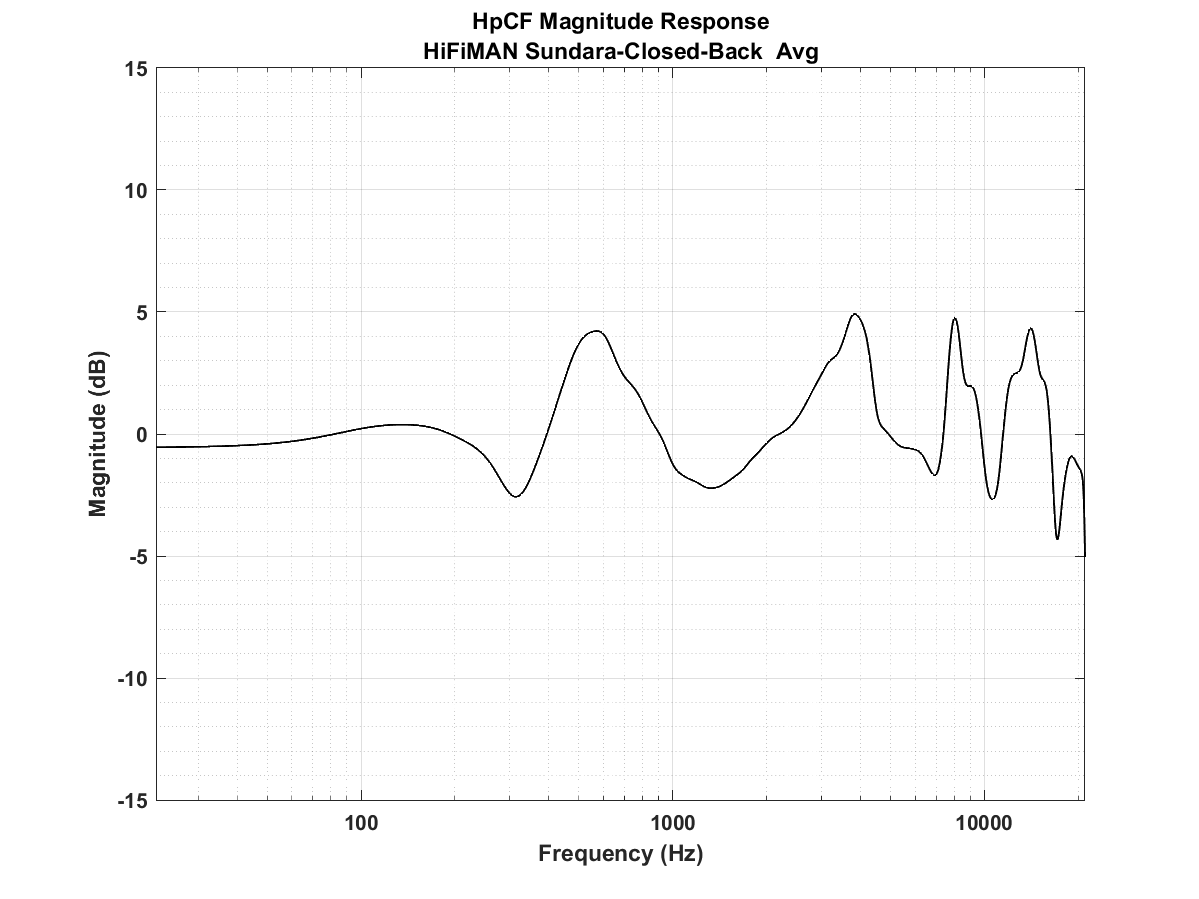 HpCF Magnitude Response
HiFiMAN Sundara-Closed-Back  Avg
15
10
5
0
-5
-10
-15
Magnitude (dB)
100
1000
10000
Frequency (Hz)